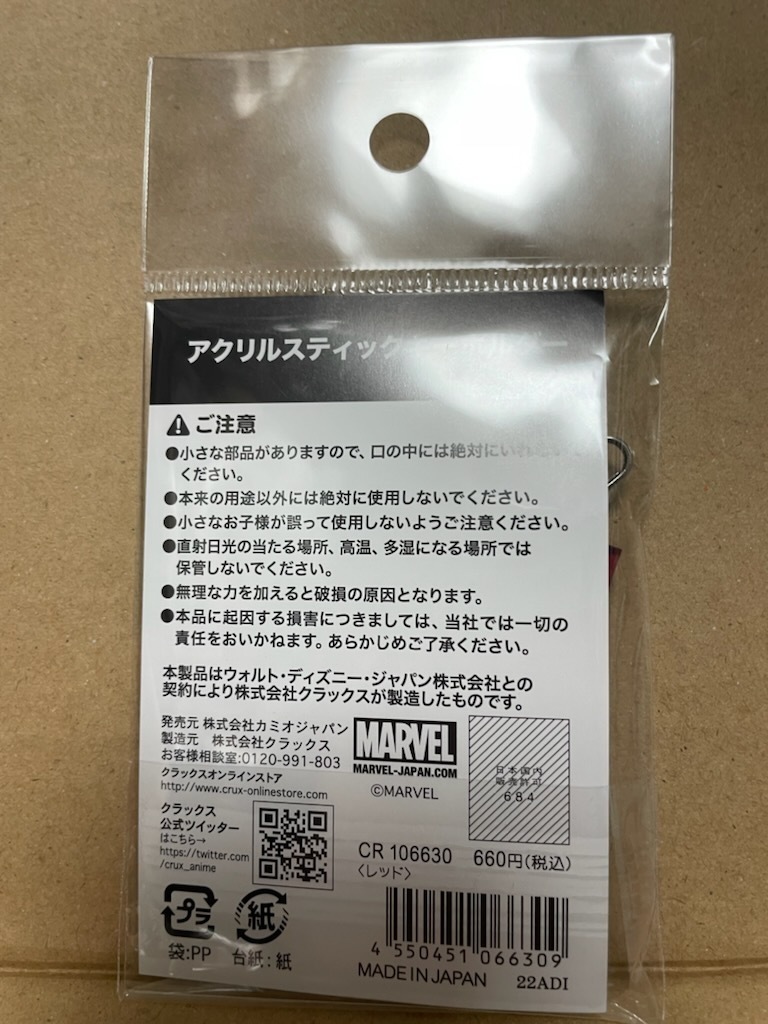 アクリルスティック
ご注意
●小さな部品がありますので、口の中には絶対にいれないで
ください。
●本来の用途以外には絶対に使用しないでください。
●小さなお子様が誤って使用しないようご注意ください。
●直射日光の当たる場所、高温、多湿になる場所では
保管しないでください。
●無理な力を加えると破損の原因となります。
●本品に起因する損害につきましては、当社では一切の
責任をおいかねます。あらかじめご了承ください。
本製品はウォルト・ディズニー・ジャパン株式会社との
契約により株式会社クラックスが製造したものです。
発売元 株式会社カミオジャパン
製造元 株式会社クラックス
お客様相談室:0120-991-803
クラックスオンラインストア
http://www.crux-onlinestore.com
クラックス
公式ツイッター
はこちら→
https://twitter.com
/crux_anime
MARVEL
MARVEL-JAPAN.COM
©MARVEL
日本国内
販売許可
684
CR 106630 660円(税込)
〈レッド〉
プラ
袋:PP
紙
台紙:紙
4 550451 066309
MADE IN JAPAN 22ADI